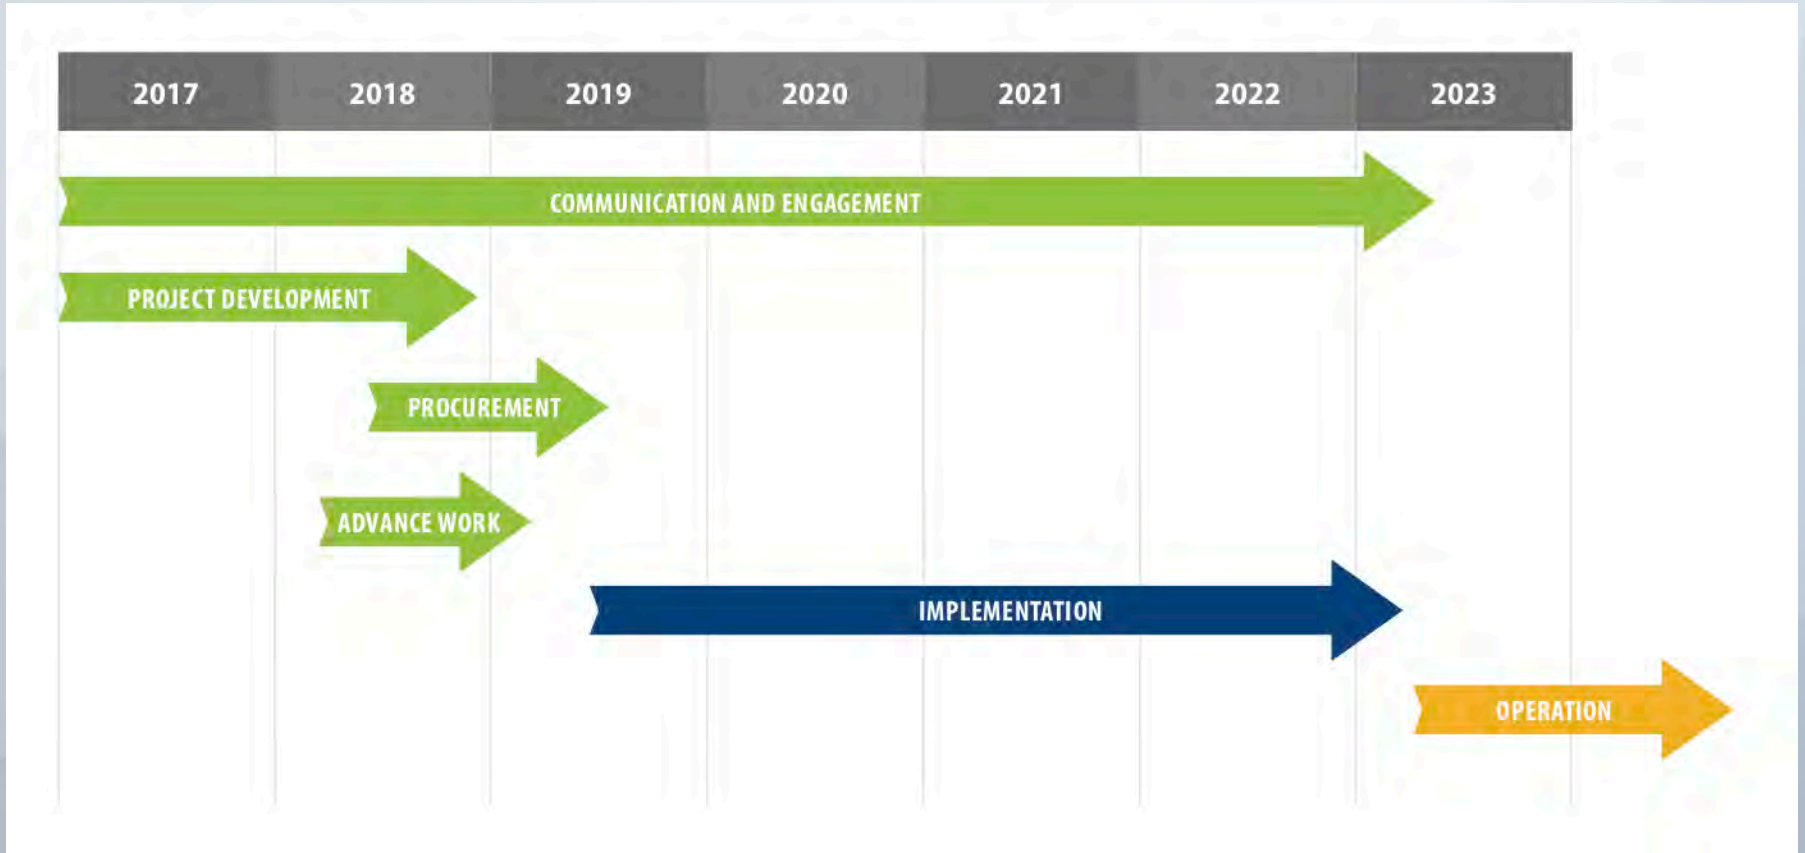 2017 2018 2019 2020 2021 2022 2023
COMMUNICATION AND ENGAGEMENT
PROJECT DEVELOPMENT
PROCUREMENT
ADVANCE WORK
IMPLEMENTATION
OPERATION